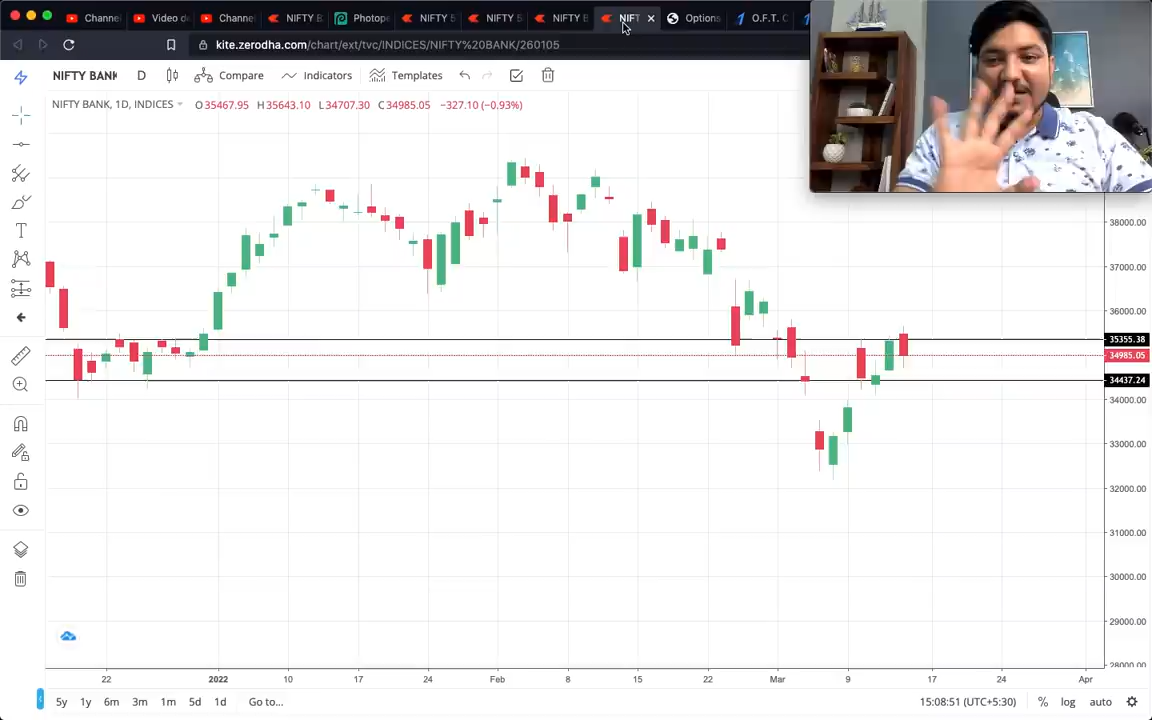 Channe Video d Channe NIFTY B Photope NIFTY 5 NIFTY 5 NIFTY B NIFT Options O.F.T. C
kite.zerodha.com/chart/ext/tvc/INDICES/NIFTY%20BANK/260105
NIFTY BANK D Compare Indicators Templates
NIFTY BANK, 1D, INDICES O35467.95 H35643.10 L34707.30 C34985.05 −327.10 (−0.93%)
38000.00
37000.00
36000.00
35355.38
34985.05
34437.24
34000.00
33000.00
32000.00
31000.00
30000.00
29000.00
28000.00
22 2022 10 17 24 Feb 8 15 22 Mar 9 17 24 Apr
5y 1y 6m 3m 1m 5d 1d Go to... 15:08:51 (UTC+5:30) % log auto